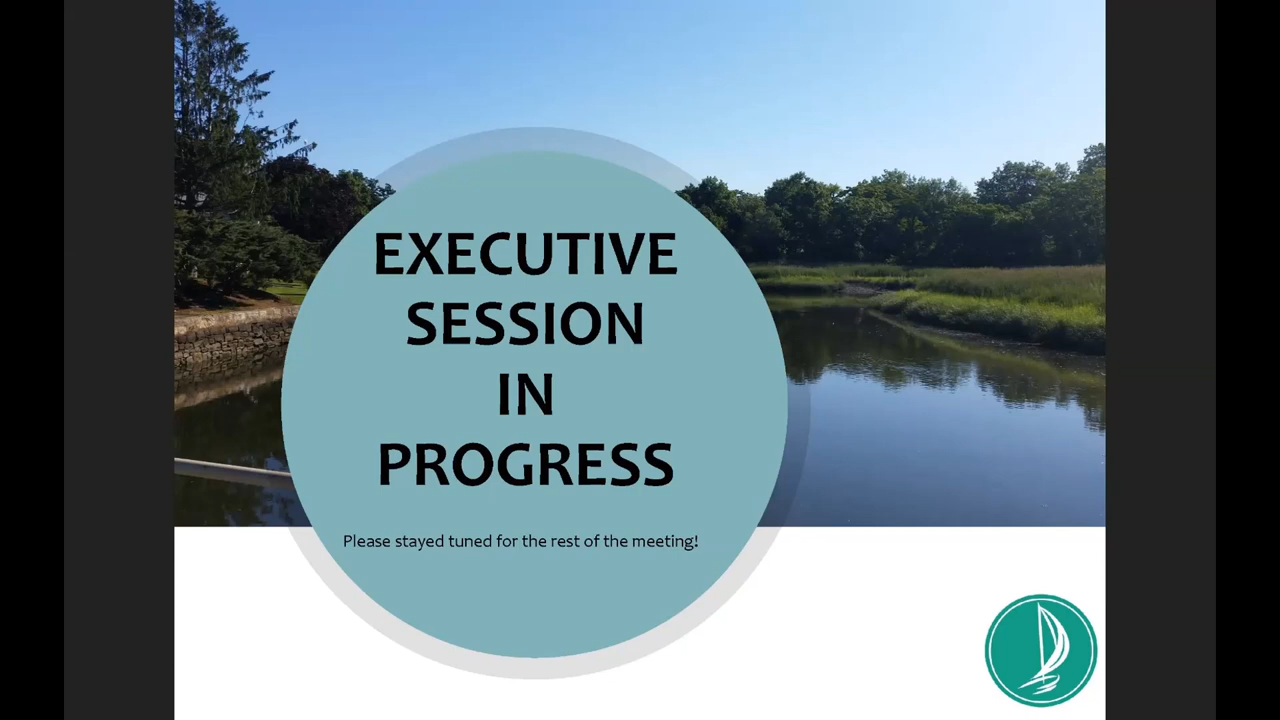 EXECUTIVE
SESSION
IN
PROGRESS
Please stayed tuned for the rest of the meeting!